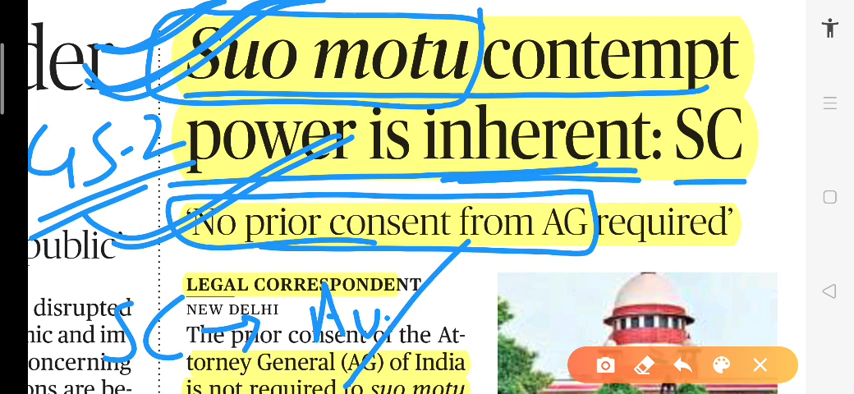 der
public'
disrupted
nic and im
oncerning
ons are be-
Suo motu contempt
power is inherent: SC
'No prior consent from AG required'
LEGAL CORRESPONDENT
NEW DELHI
The prior consent of the At-
torney General (AG) of India
is not required to suo motu
GS-2
SC →